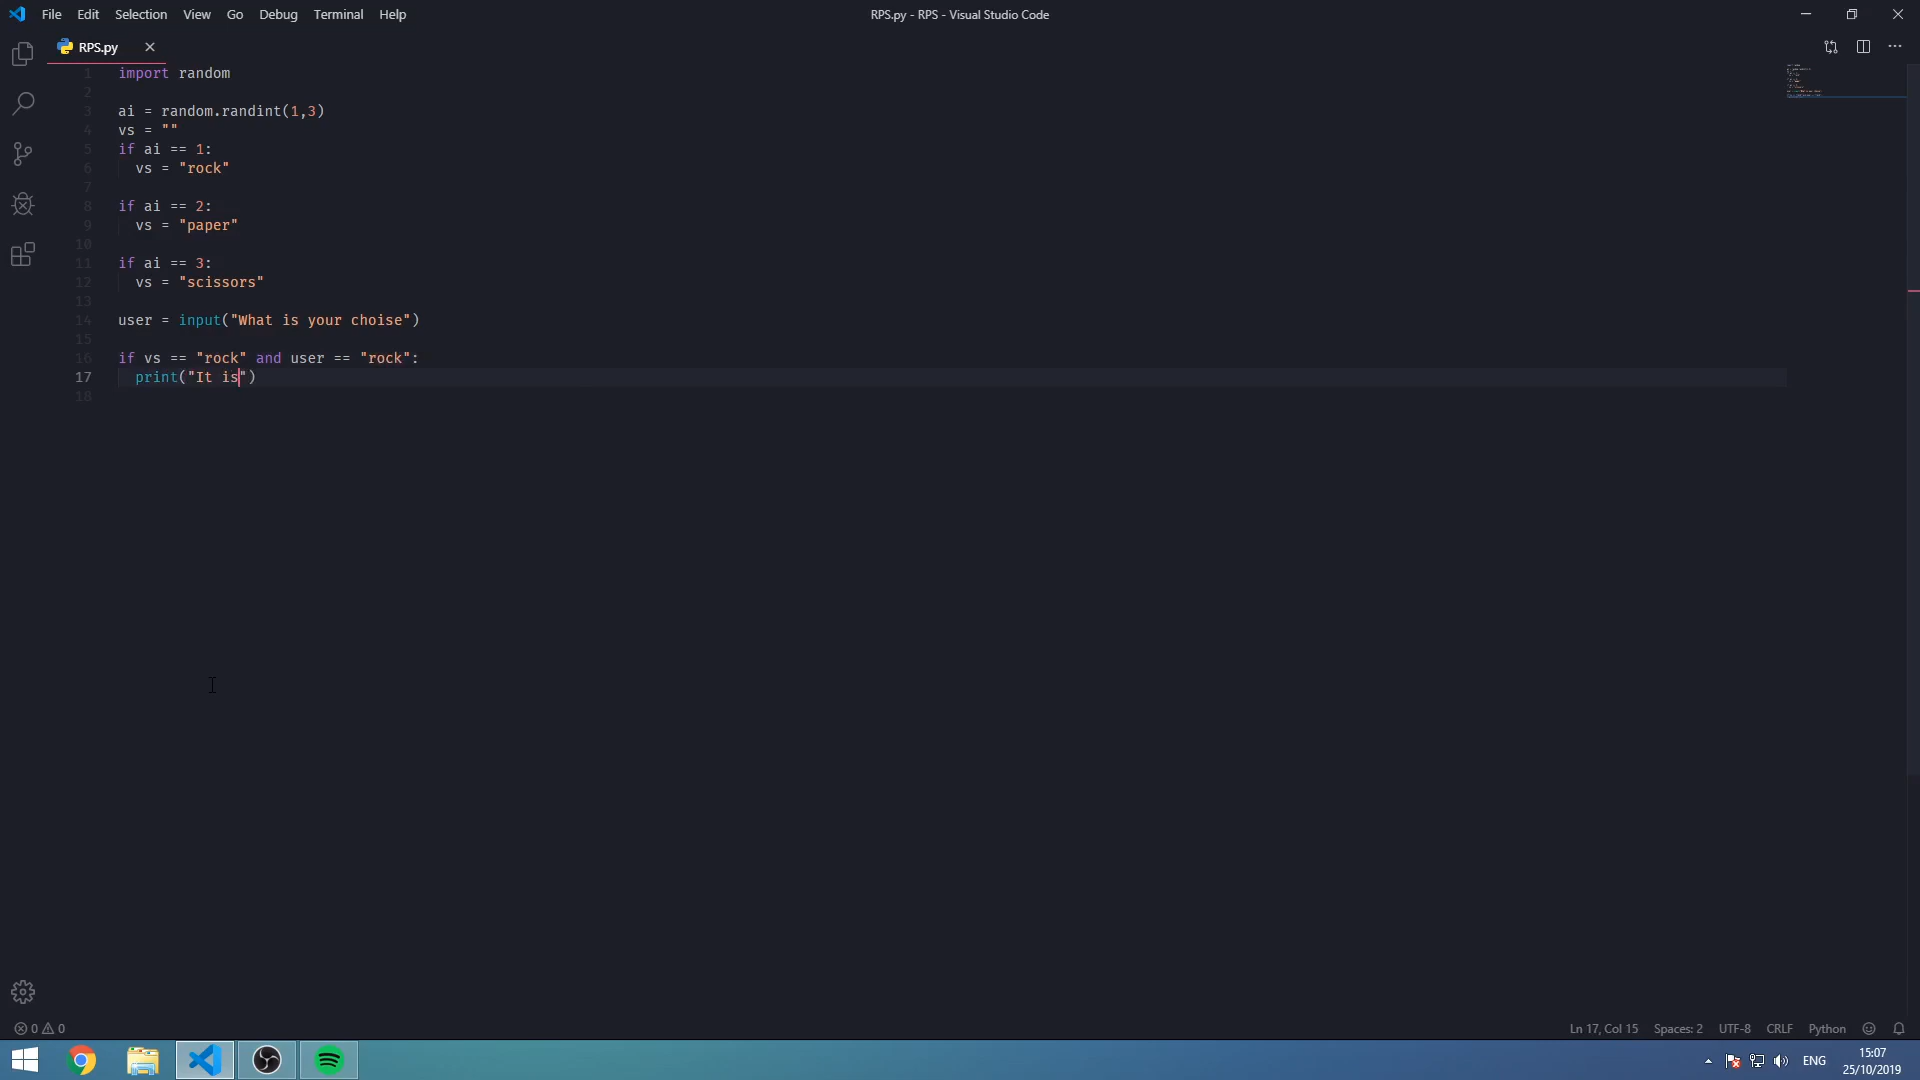 File Edit Selection View Go Debug Terminal Help
RPS.py - RPS - Visual Studio Code
RPS.py
1 import random
2
3 ai = random.randint(1,3)
4 vs = ""
5 if ai == 1:
6 vs = "rock"
7
8 if ai == 2:
9 vs = "paper"
10
11 if ai == 3:
12 vs = "scissors"
13
14 user = input("What is your choise")
15
16 if vs == "rock" and user == "rock":
17 print("It is")
18
0 0
Ln 17, Col 15 Spaces: 2 UTF-8 CRLF Python
ENG
15:07
25/10/2019